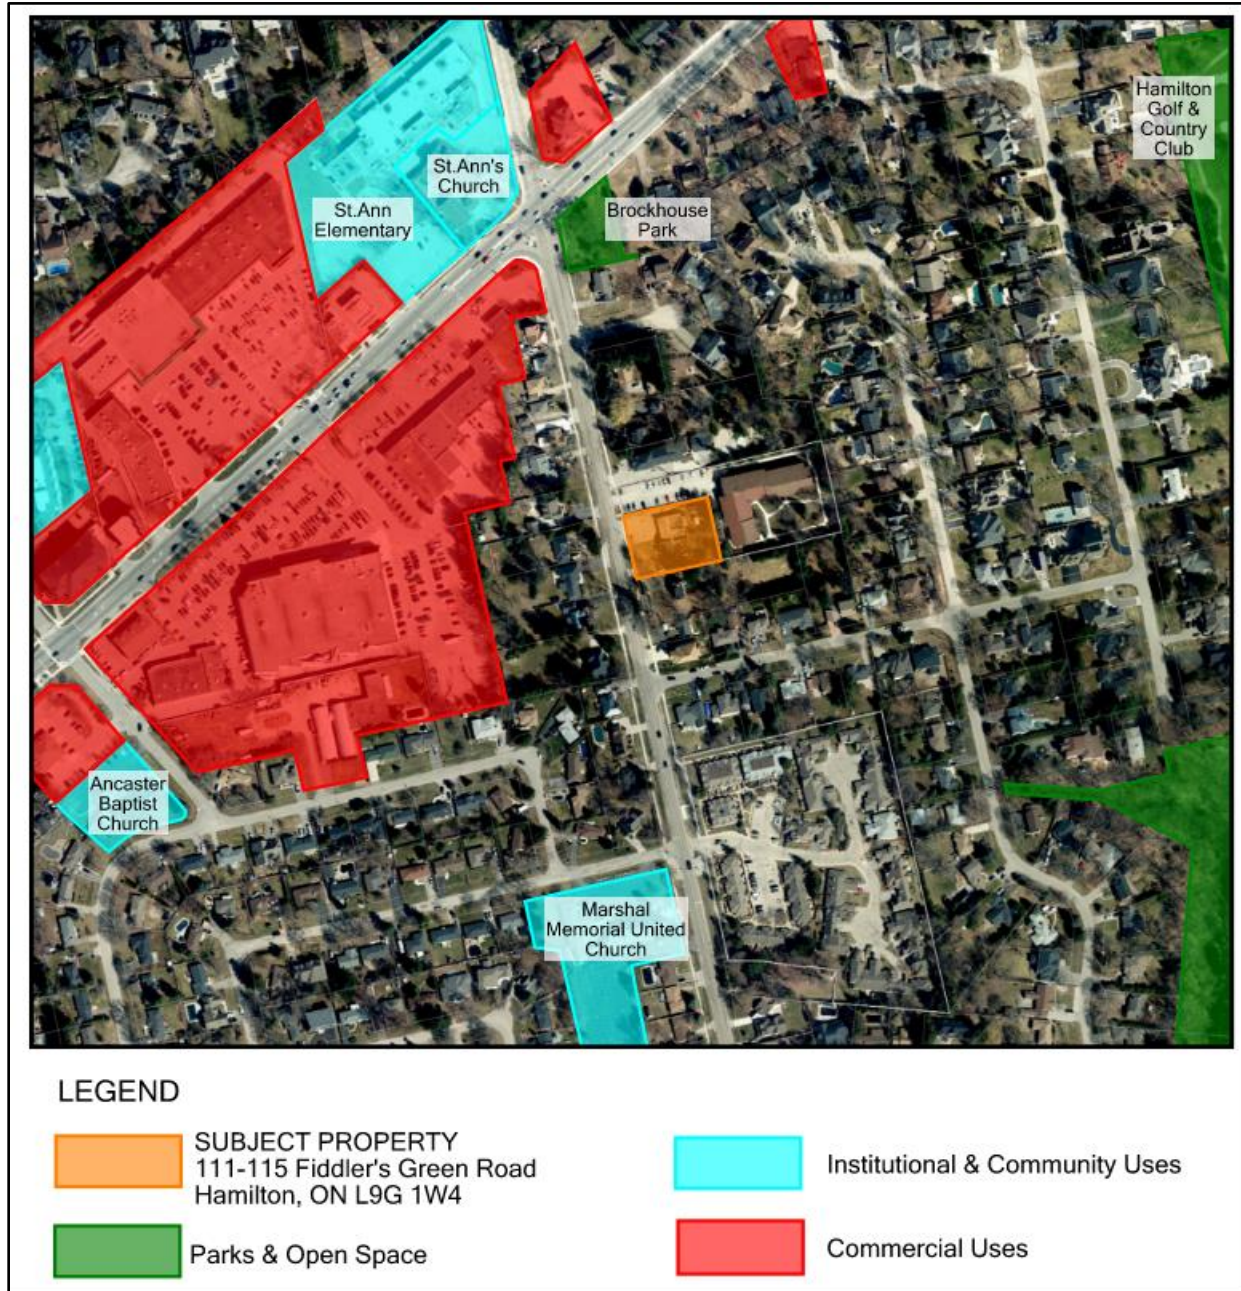 Hamilton
Golf &
Country
Club
St.Ann's
Church
St.Ann
Elementary
Brockhouse
Park
Ancaster
Baptist
Church
Marshal
Memorial United
Church
LEGEND
SUBJECT PROPERTY
111-115 Fiddler's Green Road
Hamilton, ON L9G 1W4
Institutional & Community Uses
Parks & Open Space
Commercial Uses